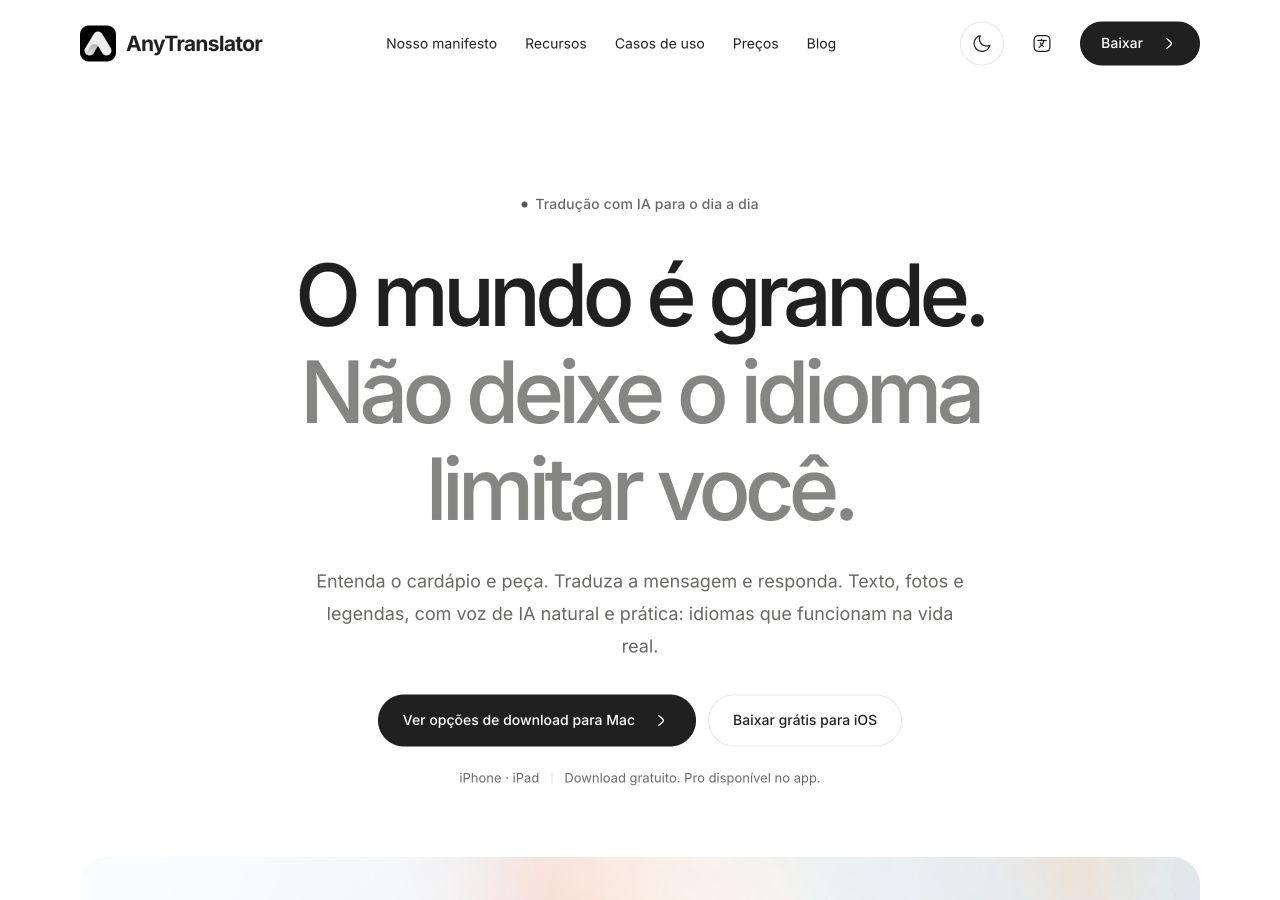 AnyTranslator
Nosso manifesto
Recursos
Casos de uso
Preços
Blog
Baixar
Tradução com IA para o dia a dia
O mundo é grande.
Não deixe o idioma
limitar você.
Entenda o cardápio e peça. Traduza a mensagem e responda. Texto, fotos e
legendas, com voz de IA natural e prática: idiomas que funcionam na vida
real.
Ver opções de download para Mac
Baixar grátis para iOS
iPhone · iPad
Download gratuito. Pro disponível no app.